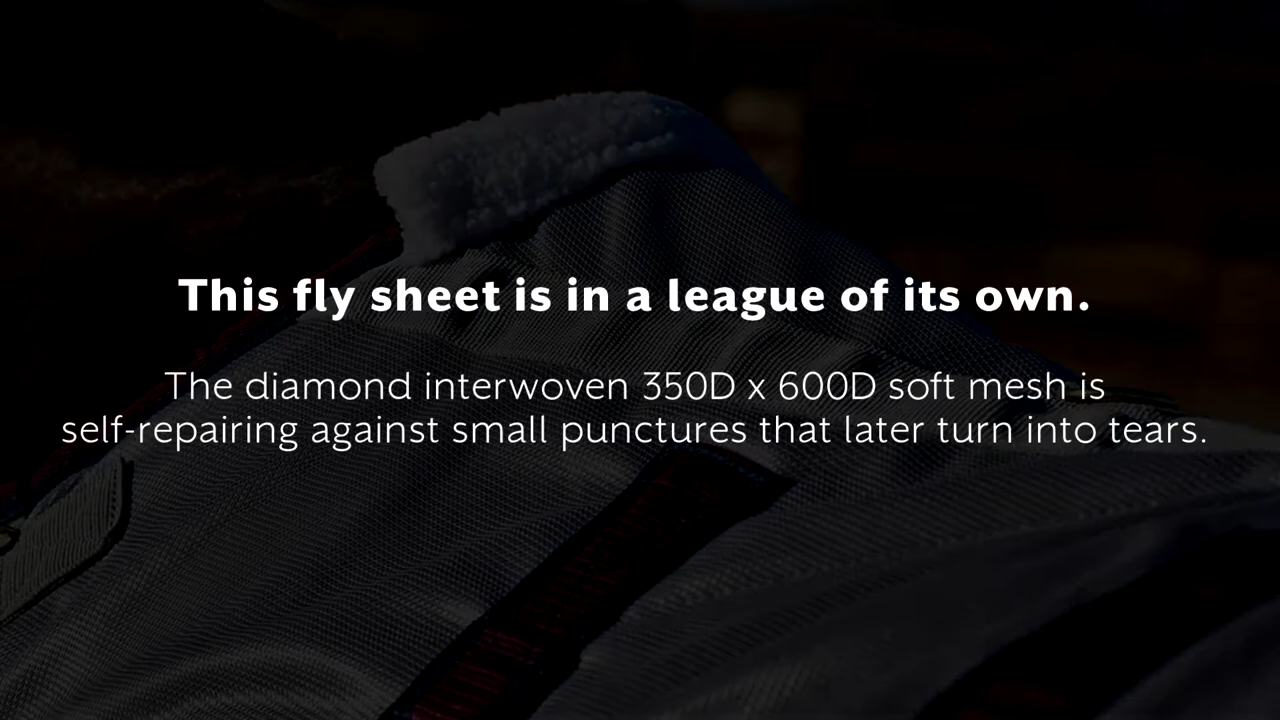 This fly sheet is in a league of its own.
The diamond interwoven 350D x 600D soft mesh is
self-repairing against small punctures that later turn into tears.